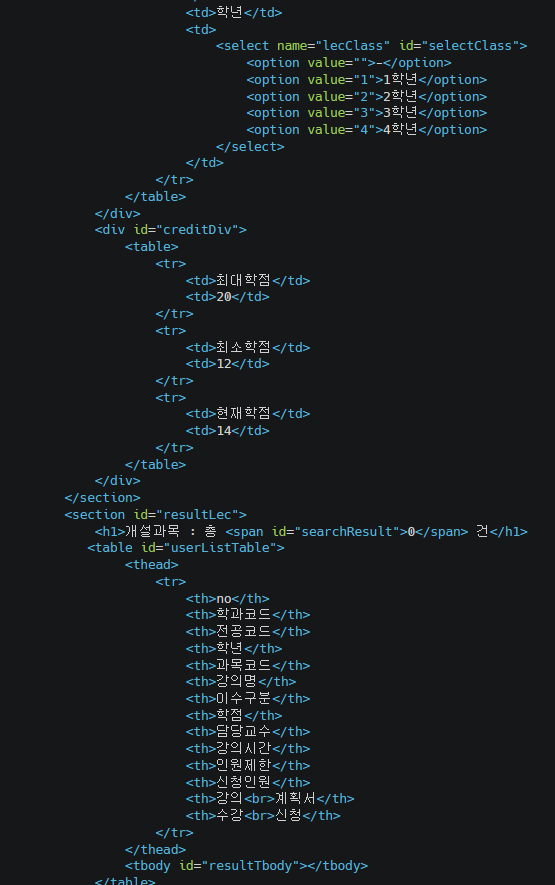 <td>학년</td>
<td>
<select name="lecClass" id="selectClass">
<option value="">-</option>
<option value="1">1학년</option>
<option value="2">2학년</option>
<option value="3">3학년</option>
<option value="4">4학년</option>
</select>
</td>
</tr>
</table>
</div>
<div id="creditDiv">
<table>
<tr>
<td>최대학점</td>
<td>20</td>
</tr>
<tr>
<td>최소학점</td>
<td>12</td>
</tr>
<tr>
<td>현재학점</td>
<td>14</td>
</tr>
</table>
</div>
</section>
<section id="resultLec">
<h1>개설과목 : 총 <span id="searchResult">0</span> 건</h1>
<table id="userListTable">
<thead>
<tr>
<th>no</th>
<th>학과코드</th>
<th>전공코드</th>
<th>학년</th>
<th>과목코드</th>
<th>강의명</th>
<th>이수구분</th>
<th>학점</th>
<th>담당교수</th>
<th>강의시간</th>
<th>인원제한</th>
<th>신청인원</th>
<th>강의<br>계획서</th>
<th>수강<br>신청</th>
</tr>
</thead>
<tbody id="resultTbody"></tbody>
</table>